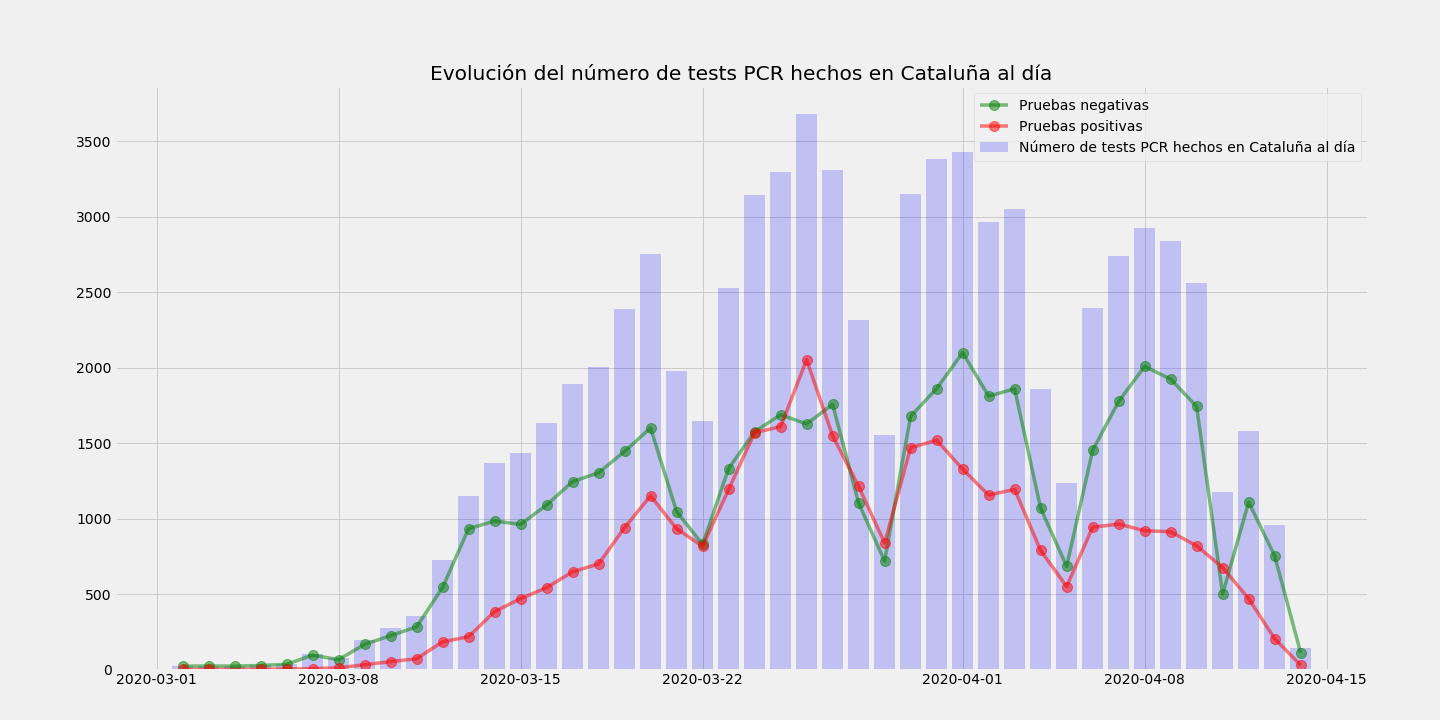 Evolución del número de tests PCR hechos en Cataluña al día
Pruebas negativas
Pruebas positivas
Número de tests PCR hechos en Cataluña al día
3500
3000
2500
2000
1500
1000
500
0
2020-03-01 2020-03-08 2020-03-15 2020-03-22 2020-04-01 2020-04-08 2020-04-15